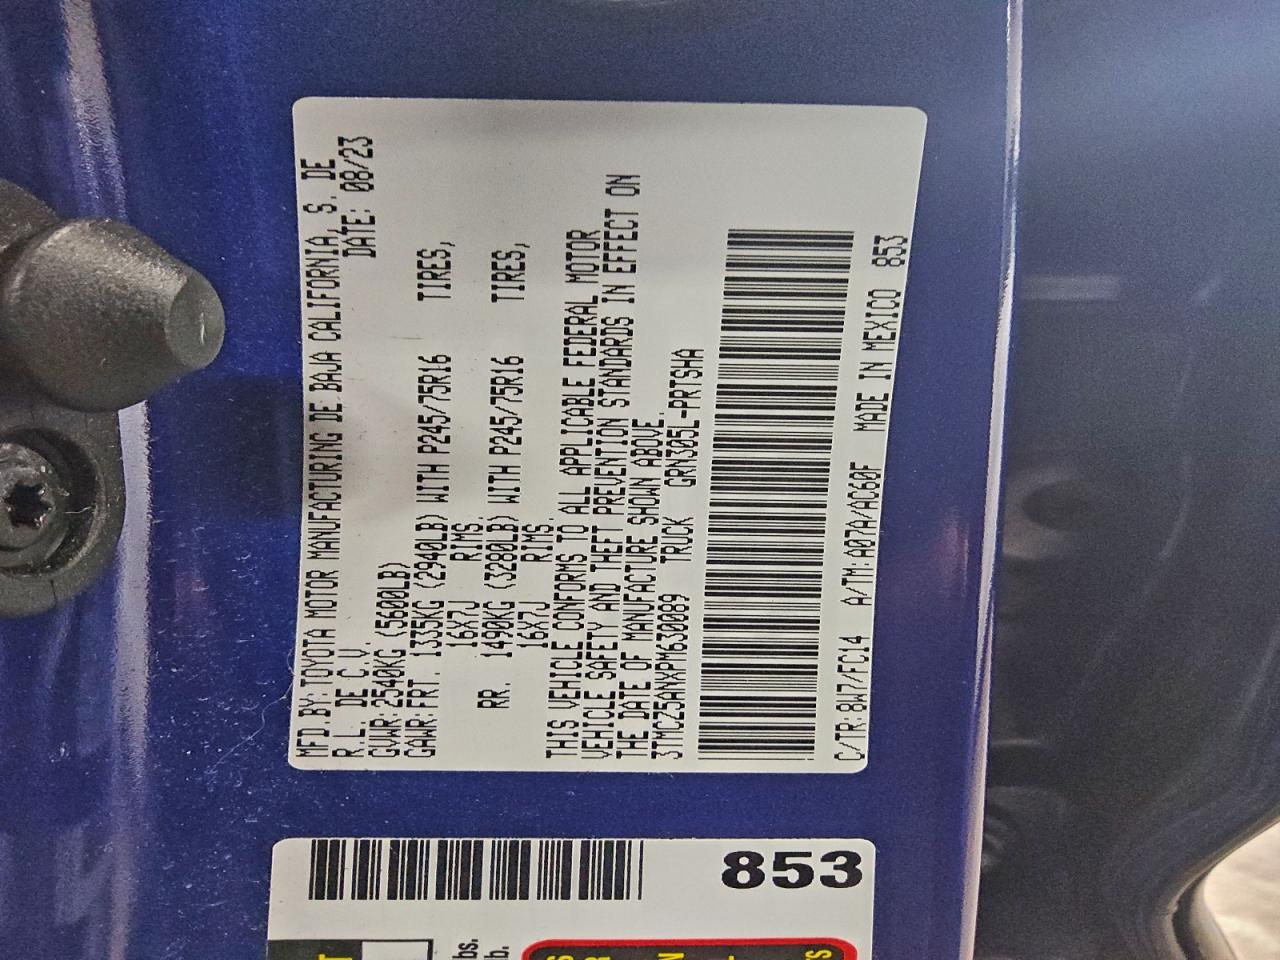 MFD.BY:TOYOTA MOTOR MANUFACTURING DE BAJA CALIFORNIA, S. DE
R.L. DE C.V. DATE: 08/23
GVWR:2540KG (5600LB)
GAWR:FRT. 1335KG (2940LB) WITH P245/75R16 TIRES,
16X7J RIMS,
RR. 1490KG (3280LB) WITH P245/75R16 TIRES,
16X7J RIMS,
THIS VEHICLE CONFORMS TO ALL APPLICABLE FEDERAL MOTOR
VEHICLE SAFETY AND THEFT PREVENTION STANDARDS IN EFFECT ON
THE DATE OF MANUFACTURE SHOWN ABOVE.
3TMCZ5ANXPM630089 TRUCK GRN305L-PRTSHA
C/TR:8W7/FC14 A/TM:A07A/AC60F MADE IN MEXICO 853
853